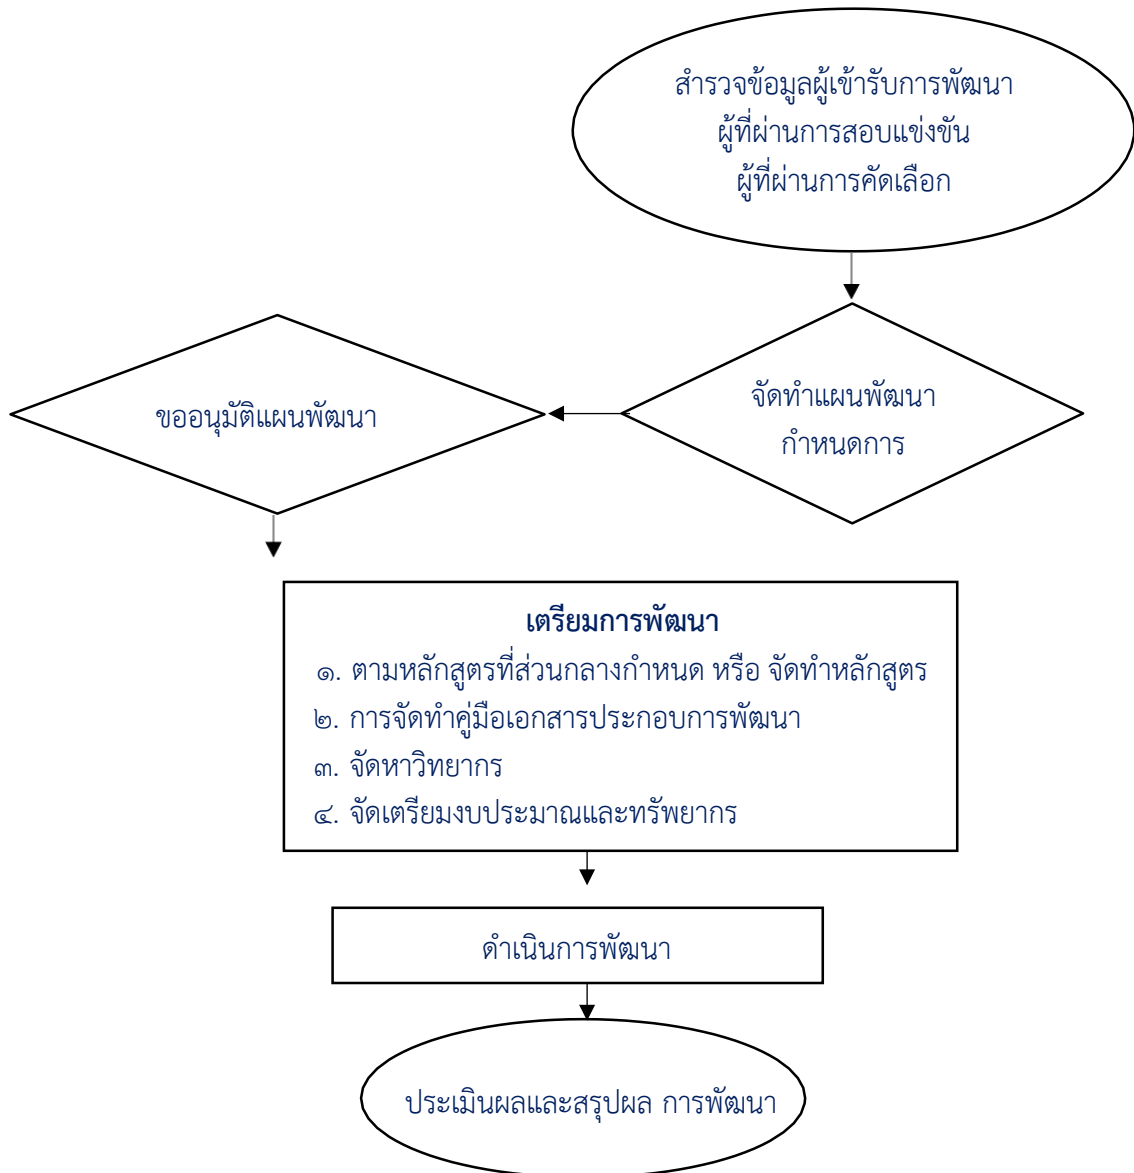 สำรวจข้อมูลผู้เข้ารับการพัฒนา
ผู้ที่ผ่านการสอบแข่งขัน
ผู้ที่ผ่านการคัดเลือก
จัดทำแผนพัฒนา
กำหนดการ
ขออนุมัติแผนพัฒนา
เตรียมการพัฒนา
๑. ตามหลักสูตรที่ส่วนกลางกำหนด หรือ จัดทำหลักสูตร
๒. การจัดทำคู่มือเอกสารประกอบการพัฒนา
๓. จัดหาวิทยากร
๔. จัดเตรียมงบประมาณและทรัพยากร
ดำเนินการพัฒนา
ประเมินผลและสรุปผล การพัฒนา